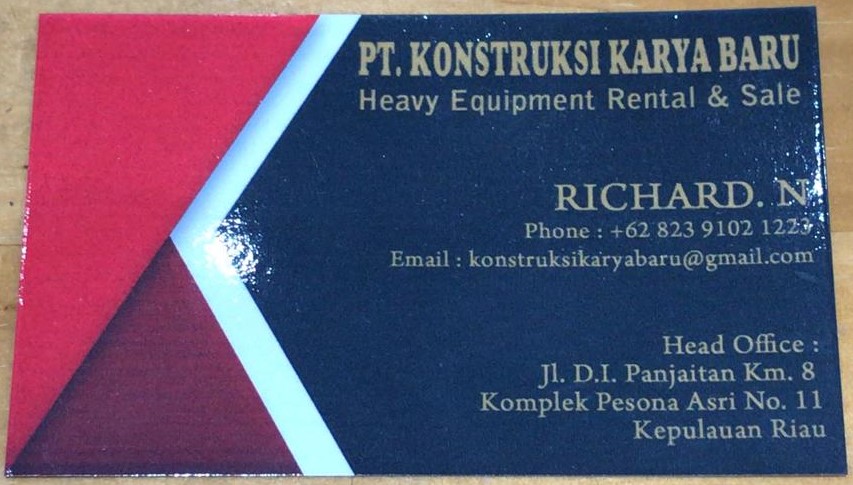 PT. KONSTRUKSI KARYA BARU
Heavy Equipment Rental & Sale
RICHARD. N
Phone : +62 823 9102 1223
Email : konstruksikaryabaru@gmail.com
Head Office :
Jl. D.I. Panjaitan Km. 8
Komplek Pesona Asri No. 11
Kepulauan Riau